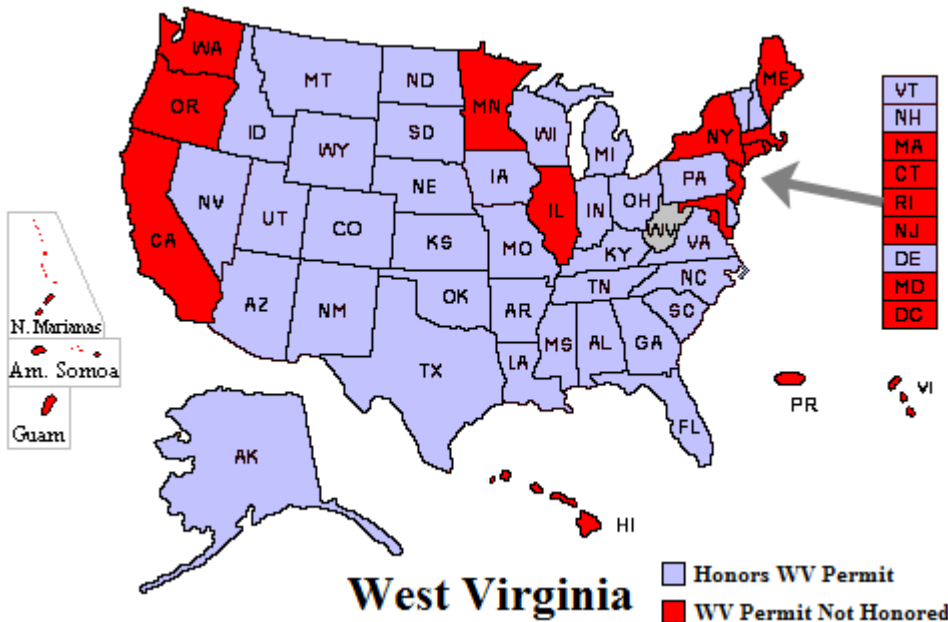 WA
MT
ND
MN
ME
OR
ID
SD
WI
MI
NY
VT
NH
MA
CT
RI
NJ
DE
MD
DC
WY
IA
NE
PA
NV
UT
CO
IL
IN
OH
WV
VA
CA
KS
MO
KY
NC
TN
AZ
NM
OK
AR
SC
MS
AL
GA
N. Marianas
Am. Somoa
Guam
TX
LA
FL
PR
VI
AK
HI
West Virginia
Honors WV Permit
WV Permit Not Honored